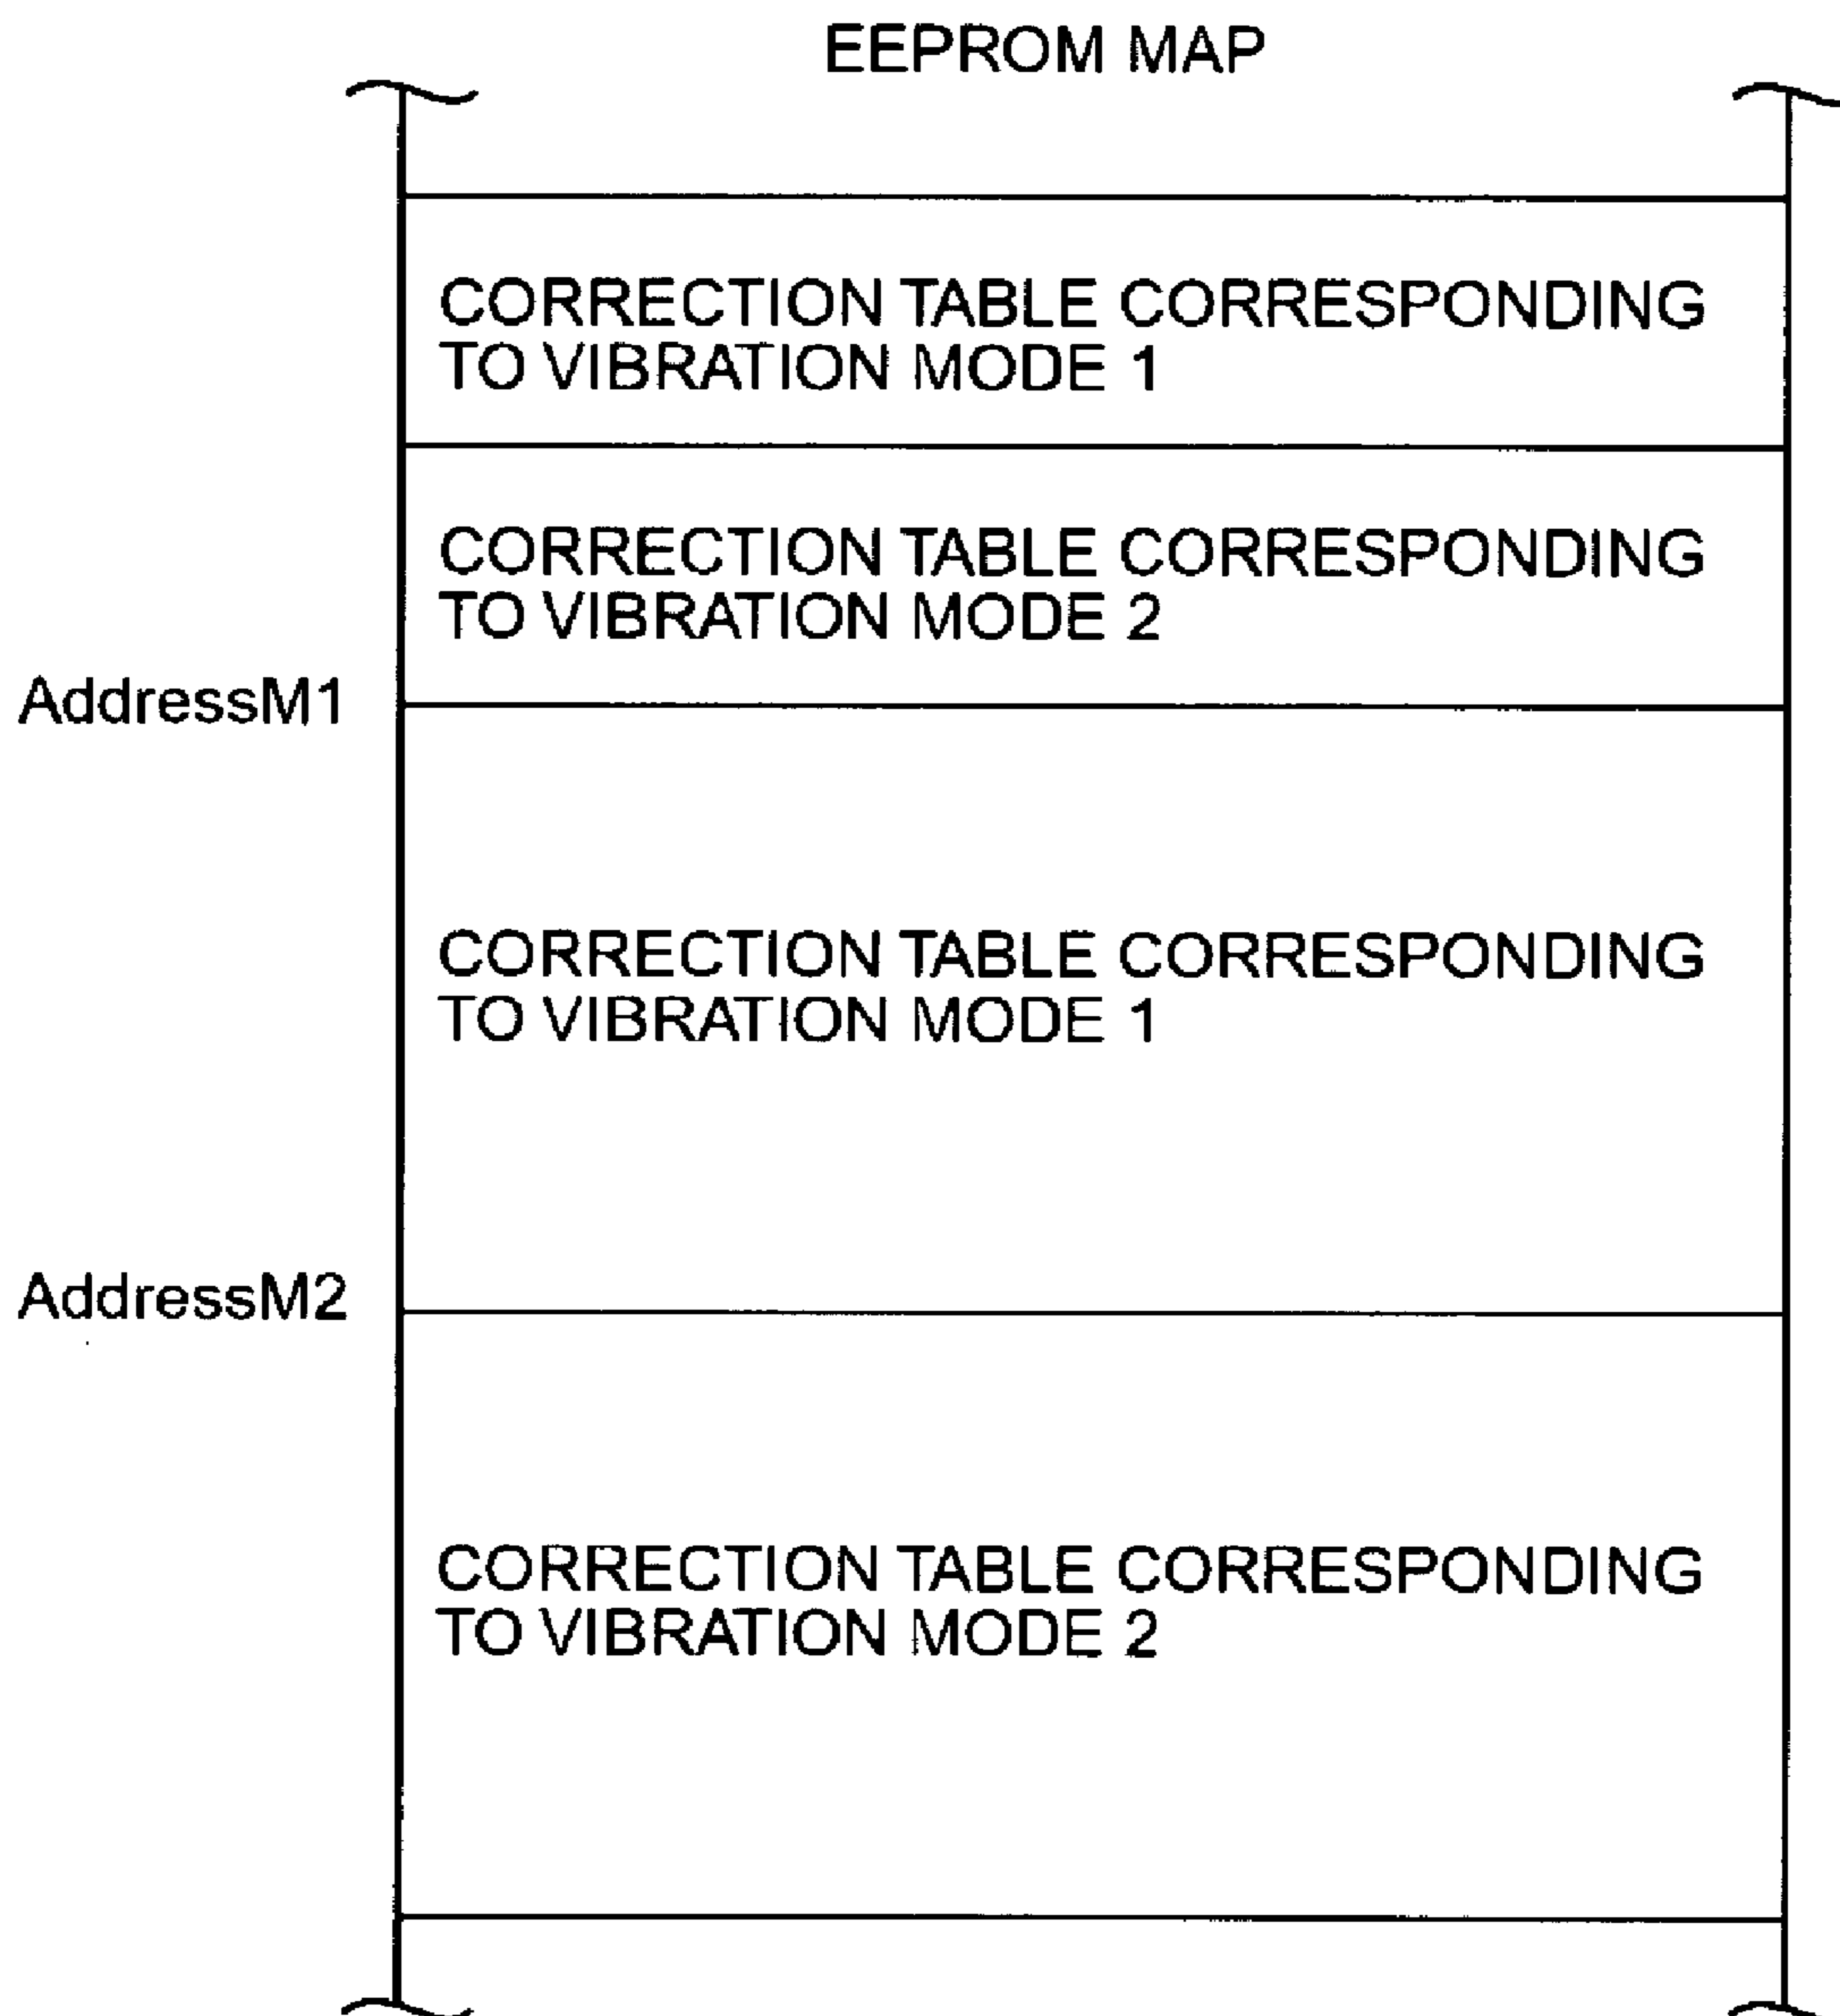 EEPROM MAP
CORRECTION TABLE CORRESPONDING
TO VIBRATION MODE 1
CORRECTION TABLE CORRESPONDING
TO VIBRATION MODE 2
AddressM1
CORRECTION TABLE CORRESPONDING
TO VIBRATION MODE 1
AddressM2
CORRECTION TABLE CORRESPONDING
TO VIBRATION MODE 2